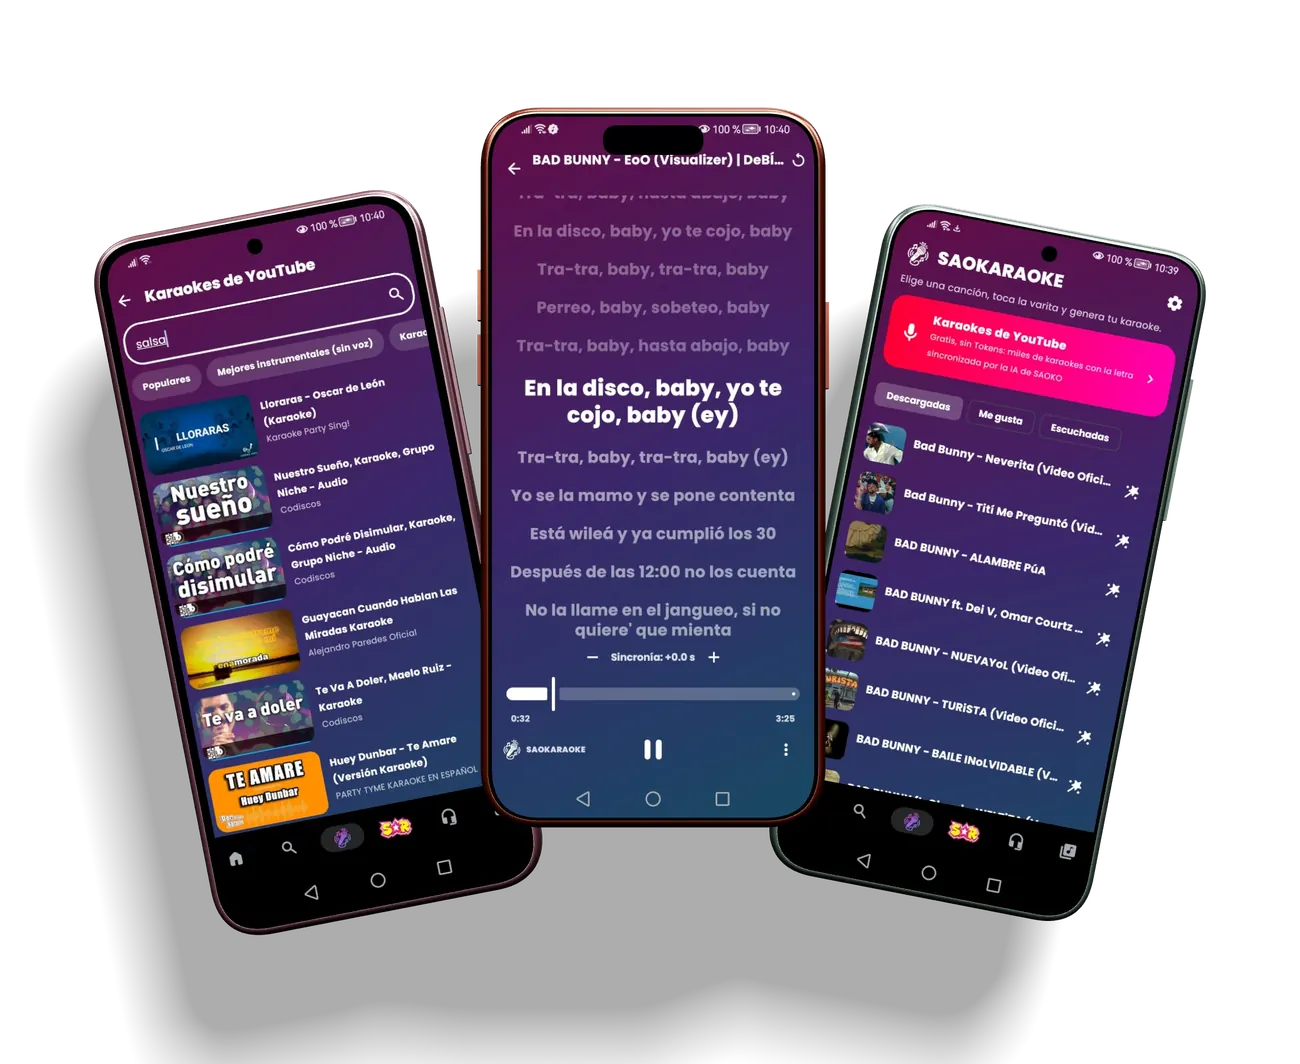 100 % 10:40
Karaokes de YouTube
salsa
Populares
Mejores instrumentales (sin voz)
Karao
LLORARAS
OSCAR DE LEON
Lloraras - Oscar de León
(Karaoke)
Karaoke Party Sing!
Nuestro
sueño
Nuestro Sueño, Karaoke, Grupo
Niche - Audio
Codiscos
Cómo podré
disimular
Cómo Podré Disimular, Karaoke,
Grupo Niche - Audio
Codiscos
enamorada
Guayacan Cuando Hablan Las
Miradas Karaoke
Alejandro Paredes Oficial
Te va a doler
Te Va A Doler, Maelo Ruiz -
Karaoke
Codiscos
TE AMARE
Huey Dunbar
Huey Dunbar - Te Amare
(Versión Karaoke)
PARTY TYME KARAOKE EN ESPAÑOL
S★R
100 % 10:40
BAD BUNNY - EoO (Visualizer) | DeBÍ...
Tra-tra, baby, hasta abajo, baby
En la disco, baby, yo te cojo, baby
Tra-tra, baby, tra-tra, baby
Perreo, baby, sobeteo, baby
Tra-tra, baby, hasta abajo, baby
En la disco, baby, yo te
cojo, baby (ey)
Tra-tra, baby, tra-tra, baby (ey)
Yo se la mamo y se pone contenta
Está wileá y ya cumplió los 30
Después de las 12:00 no los cuenta
No la llame en el jangueo, si no
quiere' que mienta
− Sincronía: +0.0 s +
0:32
3:25
SAOKARAOKE
100 % 10:39
SAOKARAOKE
Elige una canción, toca la varita y genera tu karaoke.
Karaokes de YouTube
Gratis, sin Tokens: miles de karaokes con la letra
sincronizada por la IA de SAOKO
Descargadas
Me gusta
Escuchadas
Bad Bunny - Neverita (Video Ofici...
Bad Bunny - Tití Me Preguntó (Vid...
BAD BUNNY - ALAMBRE PúA
BAD BUNNY ft. Dei V, Omar Courtz ...
BAD BUNNY - NUEVAYoL (Video Ofi...
BAD BUNNY - TURiSTA (Video Ofici...
BAD BUNNY - BAILE INoLVIDABLE (V...
S★R